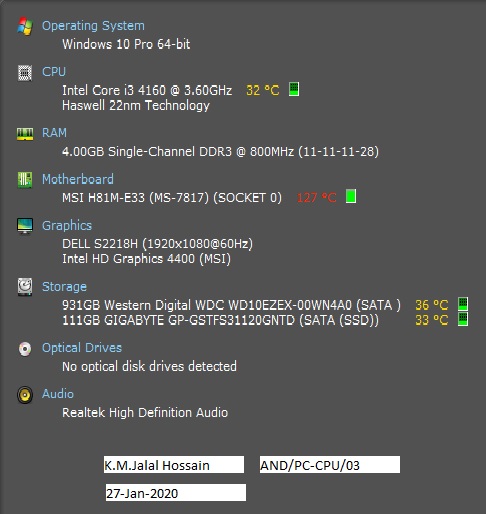 Operating System
Windows 10 Pro 64-bit
CPU
Intel Core i3 4160 @ 3.60GHz 32 °C
Haswell 22nm Technology
RAM
4.00GB Single-Channel DDR3 @ 800MHz (11-11-11-28)
Motherboard
MSI H81M-E33 (MS-7817) (SOCKET 0) 127 °C
Graphics
DELL S2218H (1920x1080@60Hz)
Intel HD Graphics 4400 (MSI)
Storage
931GB Western Digital WDC WD10EZEX-00WN4A0 (SATA ) 36 °C
111GB GIGABYTE GP-GSTFS31120GNTD (SATA (SSD)) 33 °C
Optical Drives
No optical disk drives detected
Audio
Realtek High Definition Audio
K.M.Jalal Hossain AND/PC-CPU/03
27-Jan-2020